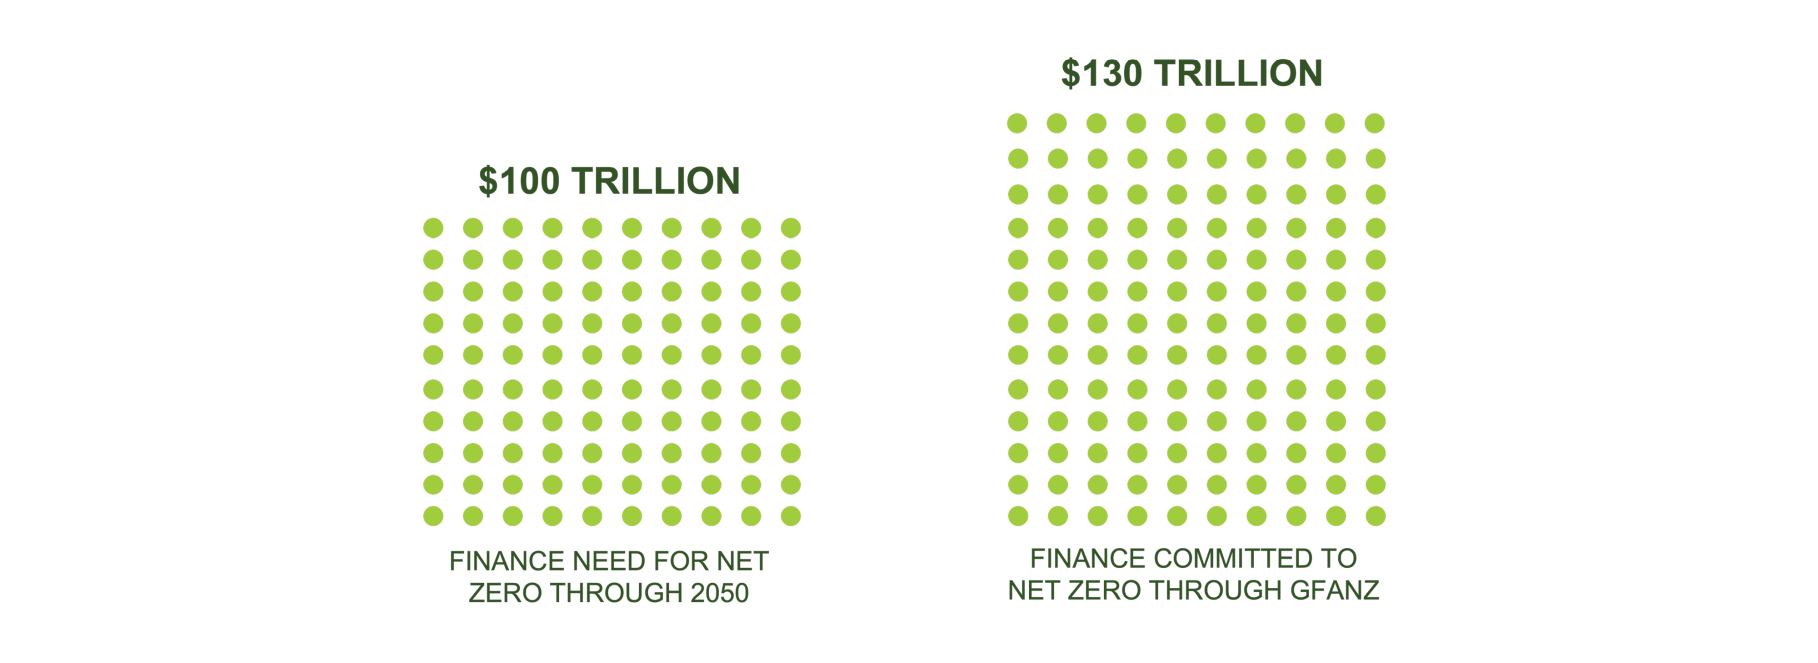 $100 TRILLION
FINANCE NEED FOR NET
ZERO THROUGH 2050
$130 TRILLION
FINANCE COMMITTED TO
NET ZERO THROUGH GFANZ